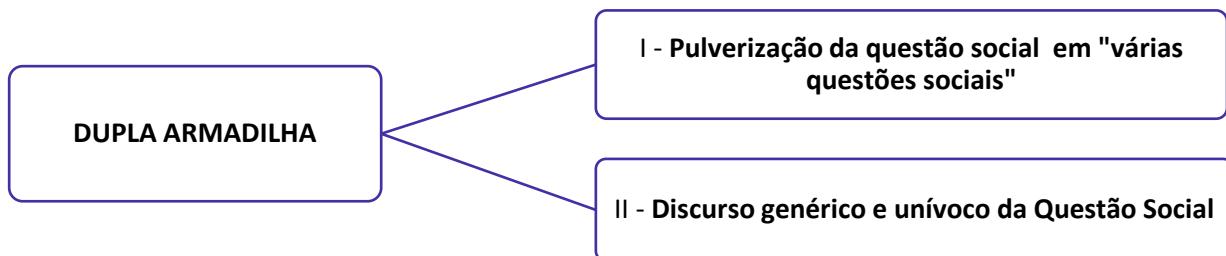 DUPLA ARMADILHA
I - Pulverização da questão social em "várias
questões sociais"
II - Discurso genérico e unívoco da Questão Social